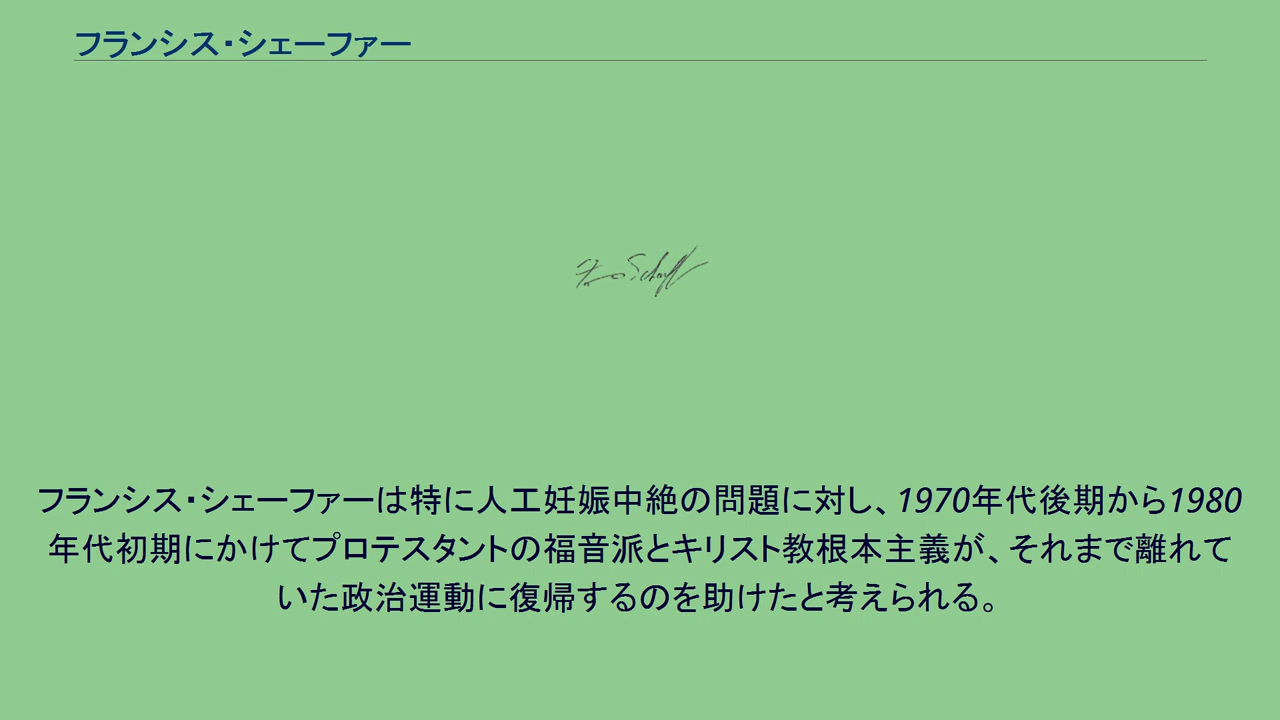 フランシス・シェーファー
フランシス・シェーファーは特に人工妊娠中絶の問題に対し、1970年代後期から1980
年代初期にかけてプロテスタントの福音派とキリスト教根本主義が、それまで離れて
いた政治運動に復帰するのを助けたと考えられる。